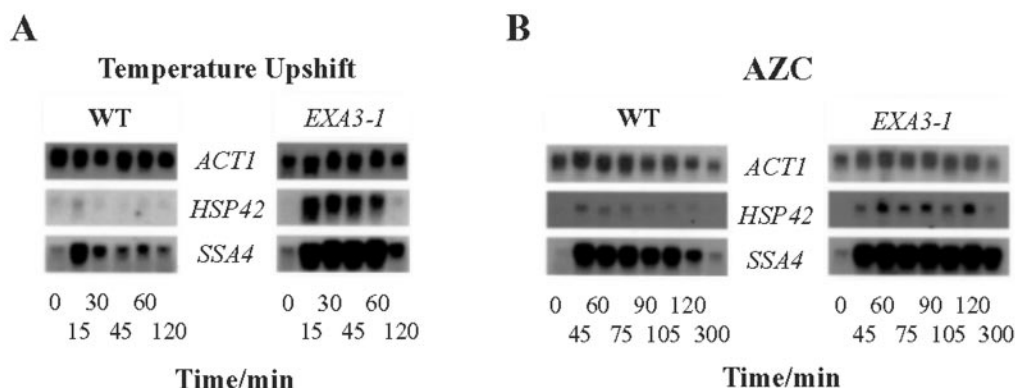 A
B
Temperature Upshift
AZC
WT
EXA3-1
WT
EXA3-1
ACT1
ACT1
HSP42
HSP42
SSA4
SSA4
0 30 60
15 45 120
0 30 60
15 45 120
0 60 90 120
45 75 105 300
0 60 90 120
45 75 105 300
Time/min
Time/min